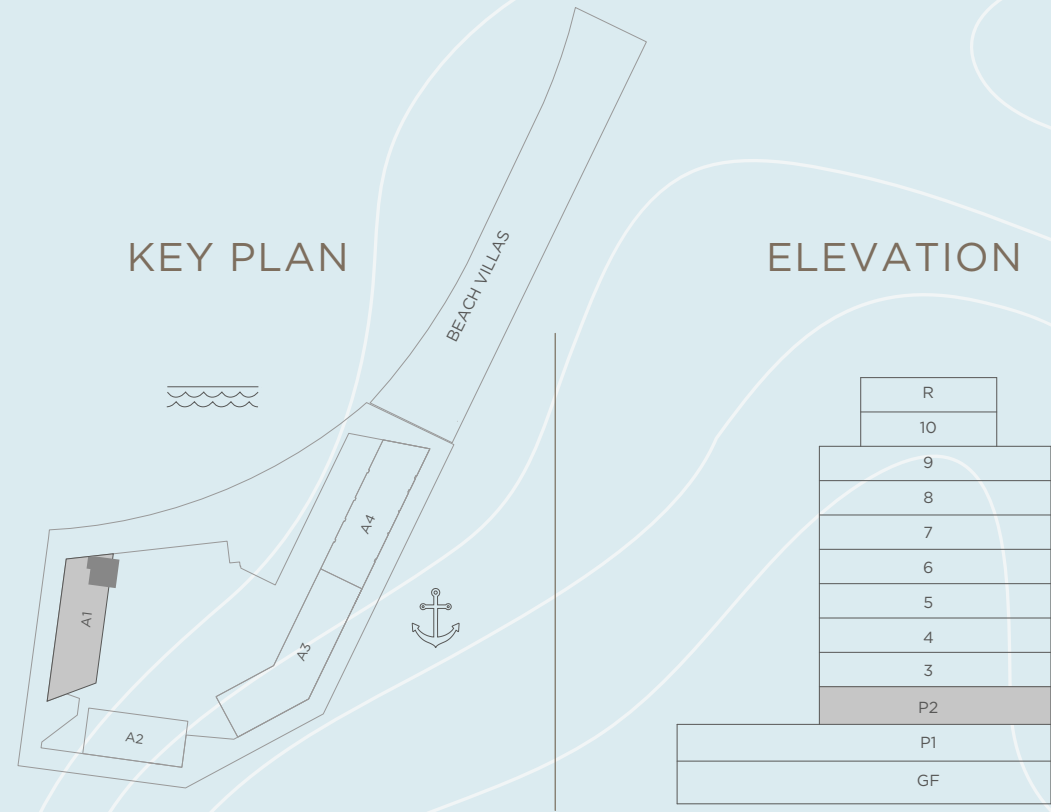 KEY PLAN
BEACH VILLAS
A4
A1
A3
A2
ELEVATION
R
10
9
8
7
6
5
4
3
P2
P1
GF